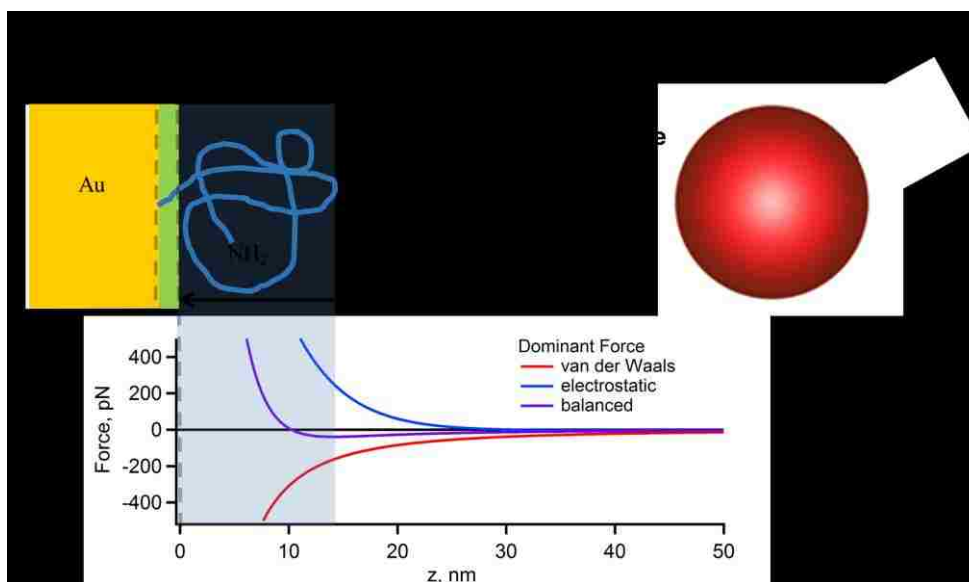 e
Au
NH₂
Dominant Force
van der Waals
electrostatic
balanced
Force, pN
400
200
0
-200
-400
0
10
20
30
40
50
z, nm